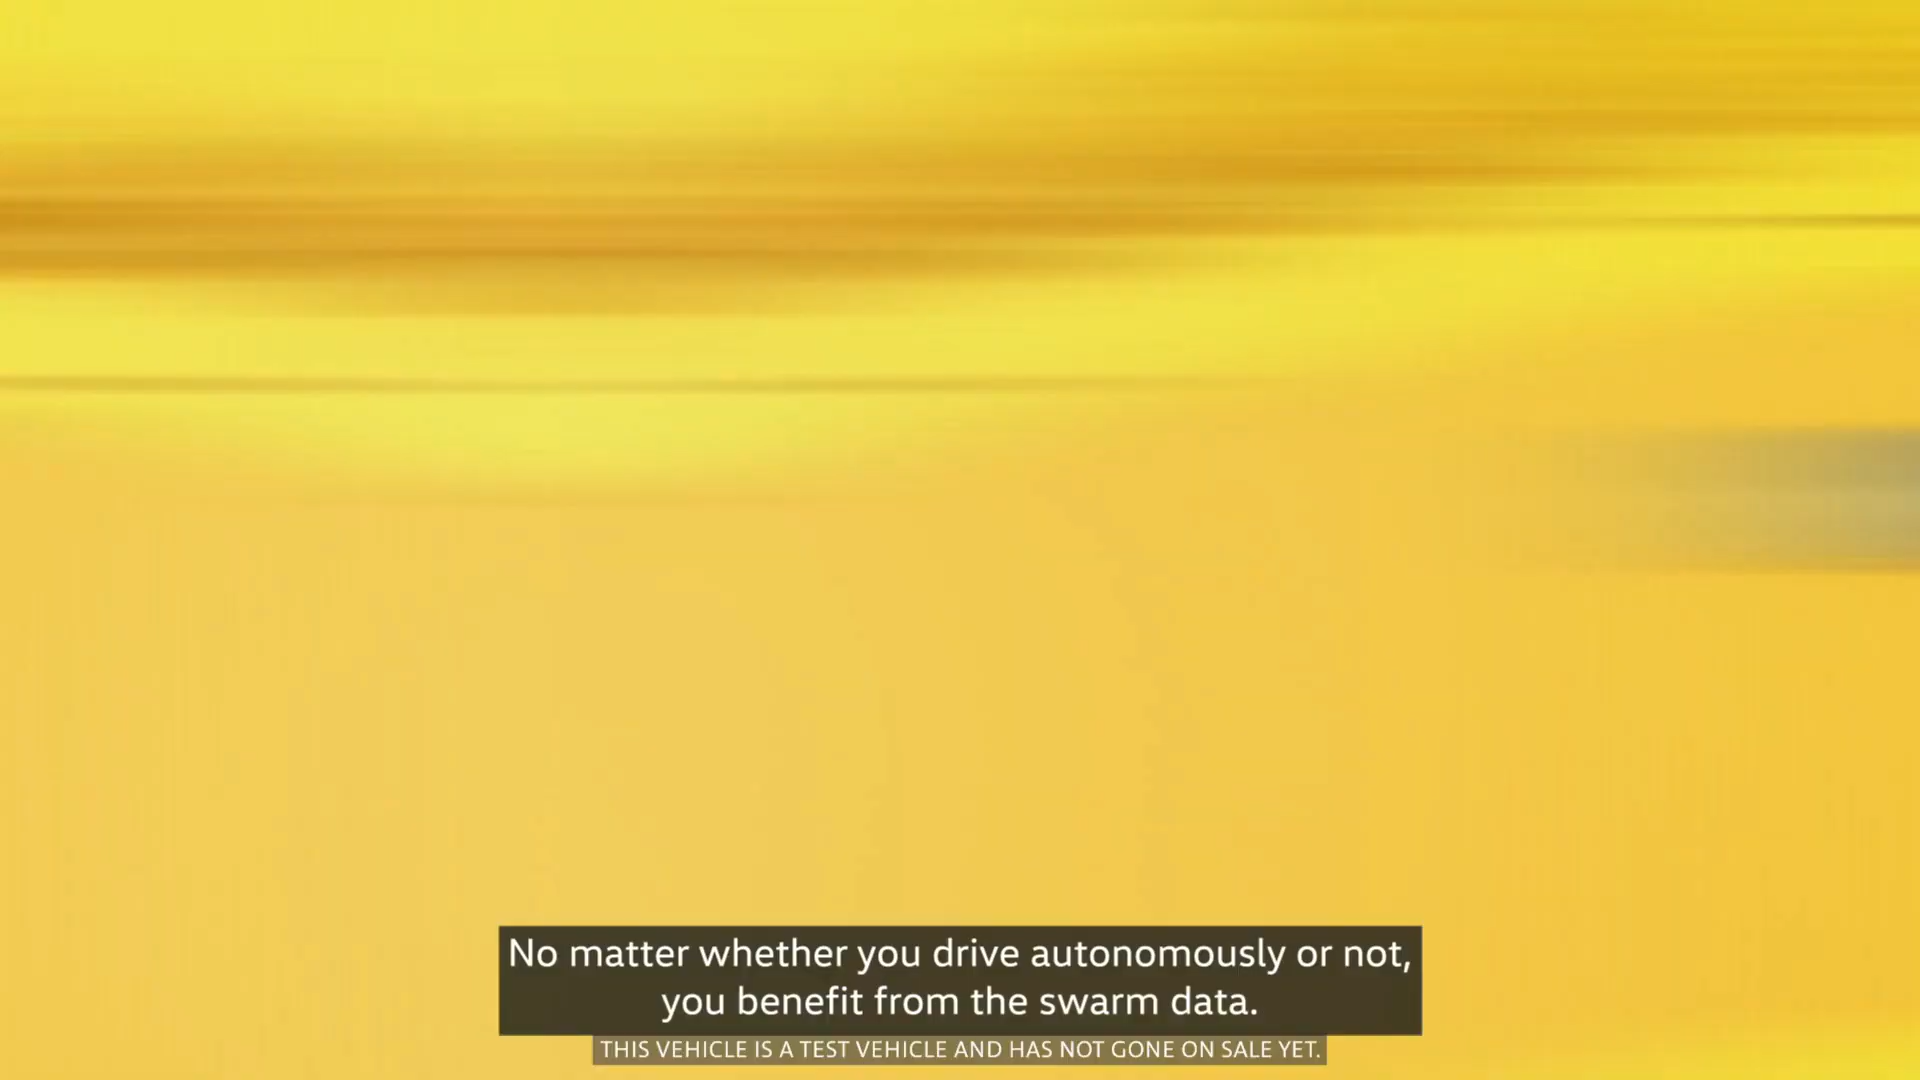 No matter whether you drive autonomously or not,
you benefit from the swarm data.
THIS VEHICLE IS A TEST VEHICLE AND HAS NOT GONE ON SALE YET.